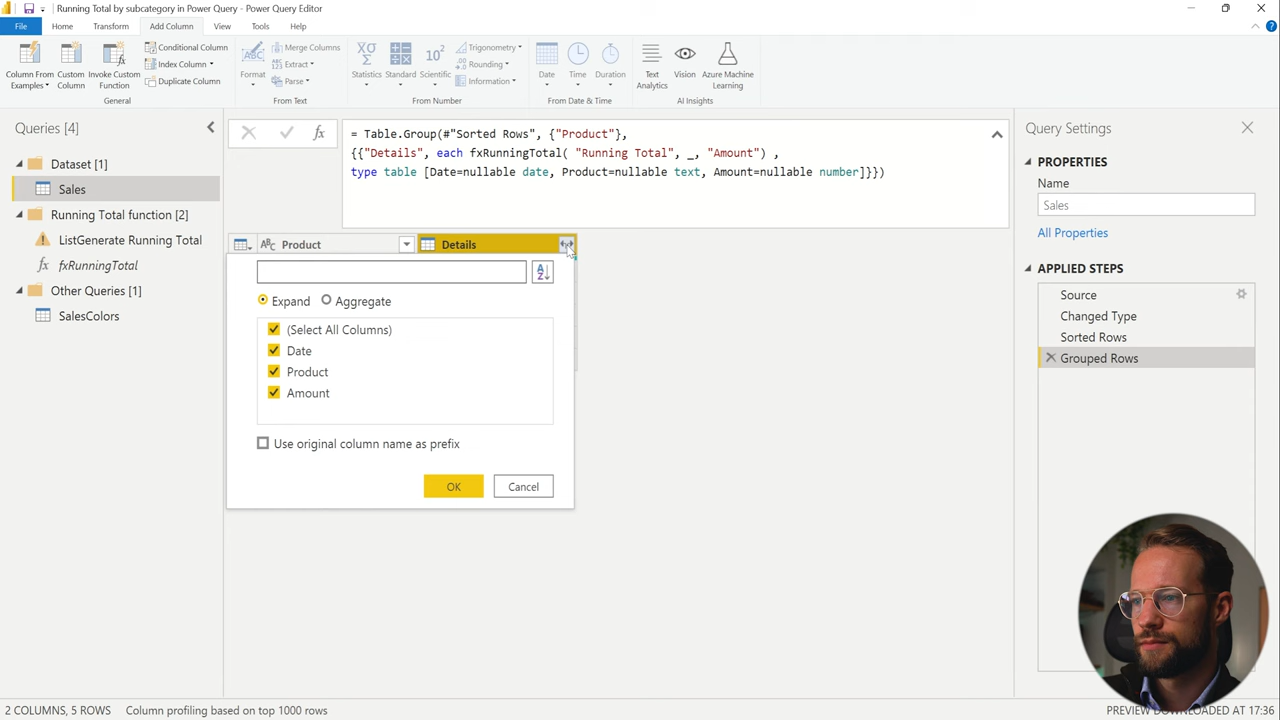 Running Total by subcategory in Power Query - Power Query Editor
File Home Transform Add Column View Tools Help
Column From Examples
Custom Column
Invoke Custom Function
Conditional Column
Index Column
Duplicate Column
General
Format
Merge Columns
Extract
Parse
From Text
Statistics
Standard
Scientific
Trigonometry
Rounding
Information
From Number
Date
Time
Duration
From Date & Time
Text Analytics
Vision
Azure Machine Learning
AI Insights
Queries [4]
Dataset [1]
Sales
Running Total function [2]
ListGenerate Running Total
fxRunningTotal
Other Queries [1]
SalesColors
= Table.Group(#"Sorted Rows", {"Product"},
{{"Details", each fxRunningTotal( "Running Total", _, "Amount") ,
type table [Date=nullable date, Product=nullable text, Amount=nullable number]}})
Product
Details
Expand
Aggregate
(Select All Columns)
Date
Product
Amount
Use original column name as prefix
OK
Cancel
Query Settings
PROPERTIES
Name
Sales
All Properties
APPLIED STEPS
Source
Changed Type
Sorted Rows
Grouped Rows
2 COLUMNS, 5 ROWS
Column profiling based on top 1000 rows
PREVIEW DOWNLOADED AT 17:36